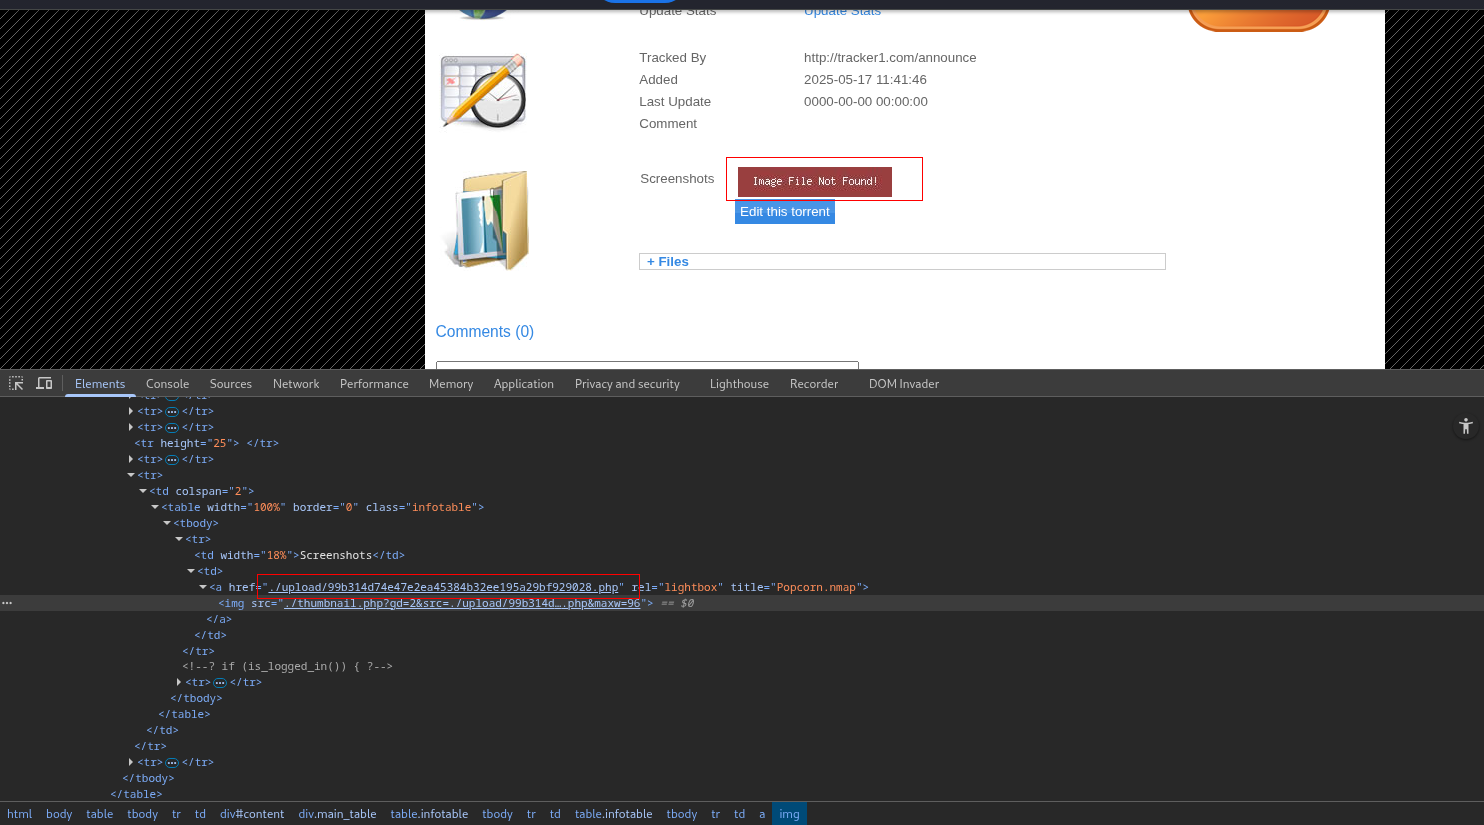 Update Stats Update Stats
Tracked By http://tracker1.com/announce
Added 2025-05-17 11:41:46
Last Update 0000-00-00 00:00:00
Comment
Screenshots Image File Not Found!
Edit this torrent
+ Files
Comments (0)
Elements Console Sources Network Performance Memory Application Privacy and security Lighthouse Recorder DOM Invader
<tr>…</tr>
<tr>…</tr>
<tr>…</tr>
<tr height="25"> </tr>
<tr>…</tr>
<tr>
<td colspan="2">
<table width="100%" border="0" class="infotable">
<tbody>
<tr>
<td width="18%">Screenshots</td>
<td>
<a href="./upload/99b314d74e47e2ea45384b32ee195a29bf929028.php" rel="lightbox" title="Popcorn.nmap">
<img src="./thumbnail.php?gd=2&src=./upload/99b314d….php&maxw=96"> == $0
</a>
</td>
</tr>
<!--? if (is_logged_in()) { ?-->
<tr>…</tr>
</tbody>
</table>
</td>
</tr>
<tr>…</tr>
</tbody>
</table>
html body table tbody tr td div#content div.main_table table.infotable tbody tr td table.infotable tbody tr td a img